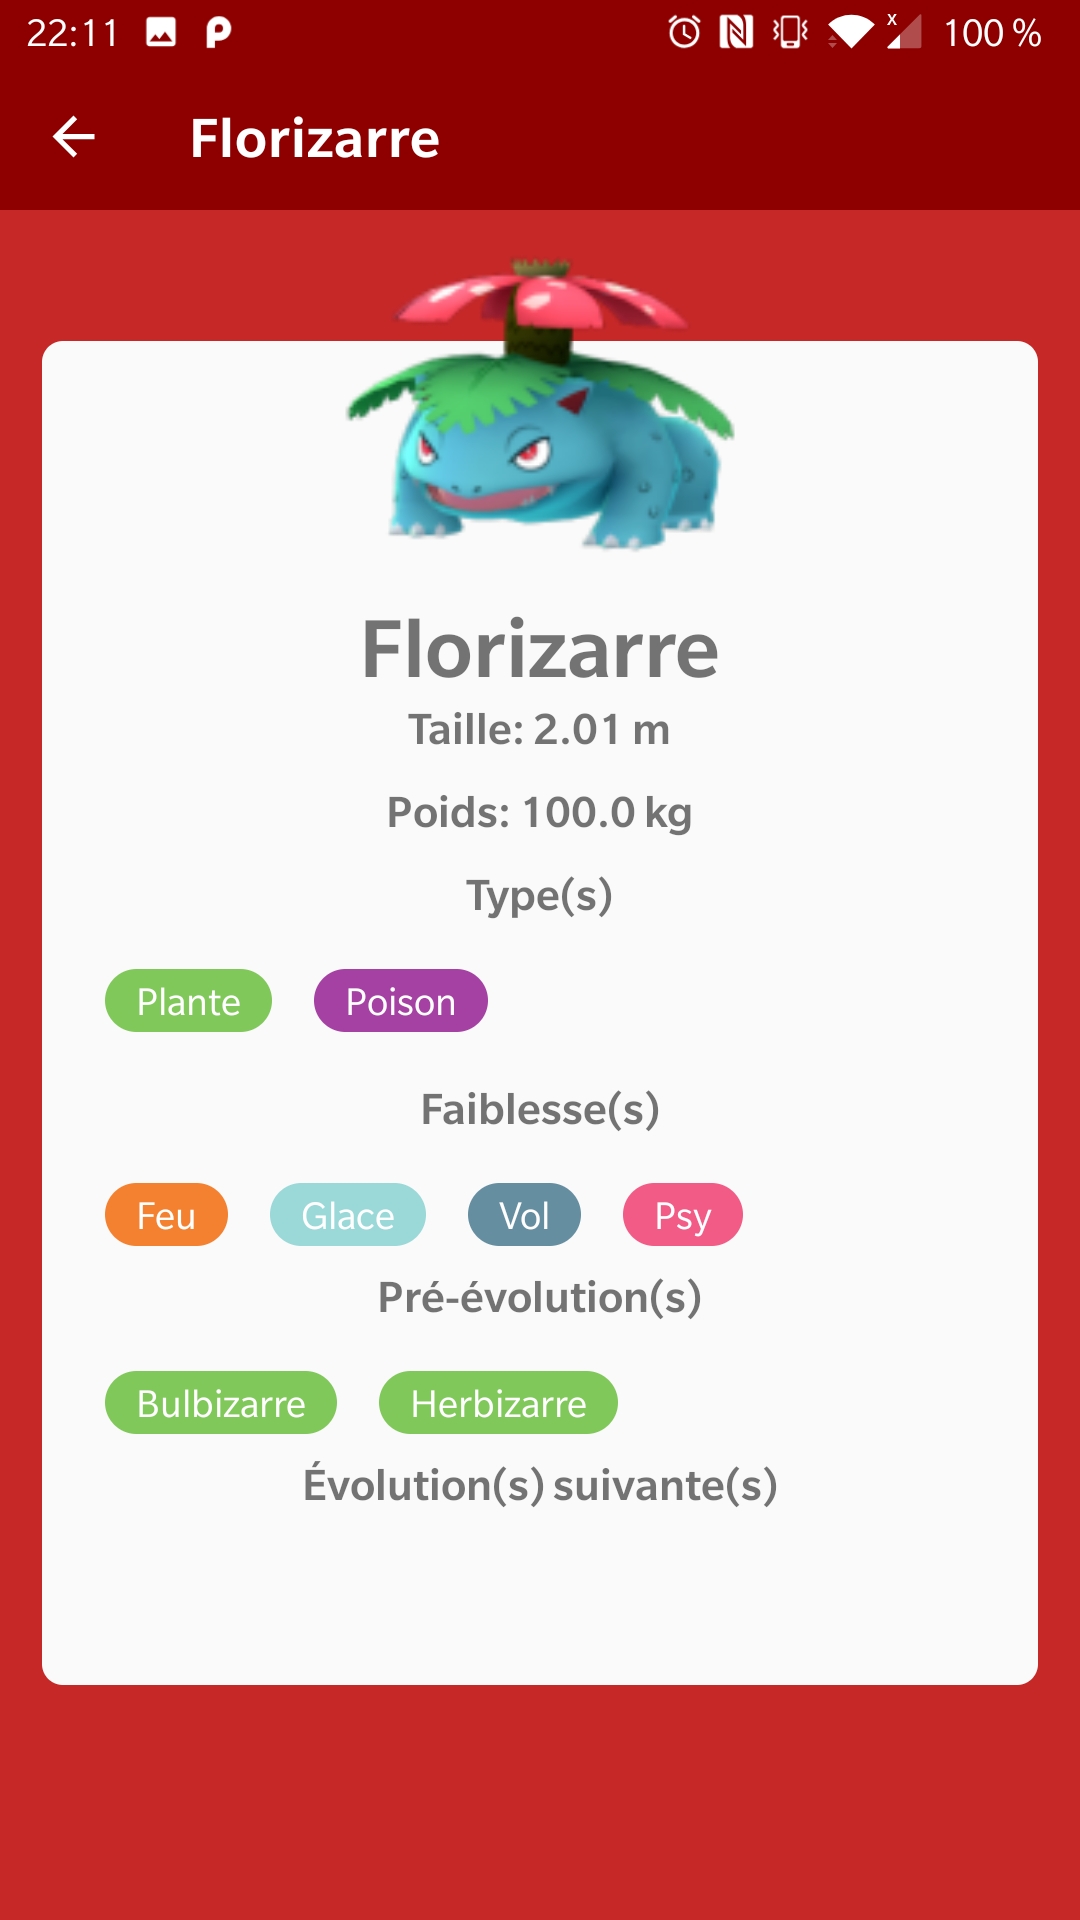 22:11 100 %
Florizarre
Florizarre
Taille: 2.01 m
Poids: 100.0 kg
Type(s)
Plante Poison
Faiblesse(s)
Feu Glace Vol Psy
Pré-évolution(s)
Bulbizarre Herbizarre
Évolution(s) suivante(s)